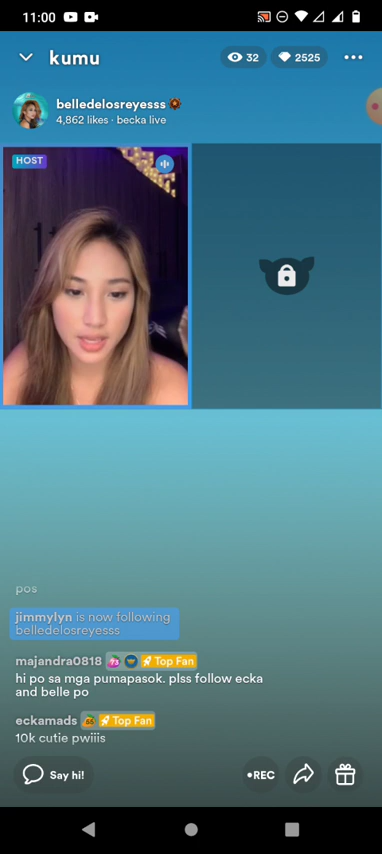 11:00
kumu
32
2525
belledelosreyesss
4,862 likes · becka live
HOST
pos
jimmylyn is now following
belledelosreyesss
majandra0818 73 Top Fan
hi po sa mga pumapasok. plss follow ecka
and belle po
eckamads 65 Top Fan
10k cutie pwiiis
Say hi!
•REC